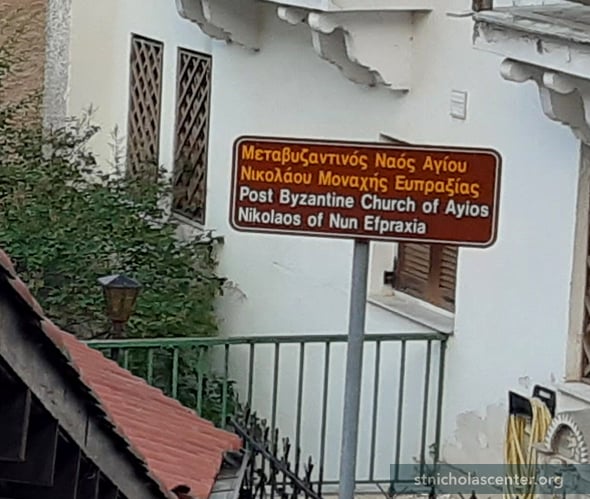 Μεταβυζαντινός Ναός Αγίου
Νικολάου Μοναχής Ευπραξίας
Post Byzantine Church of Ayios
Nikolaos of Nun Efpraxia
stnicholascenter.org